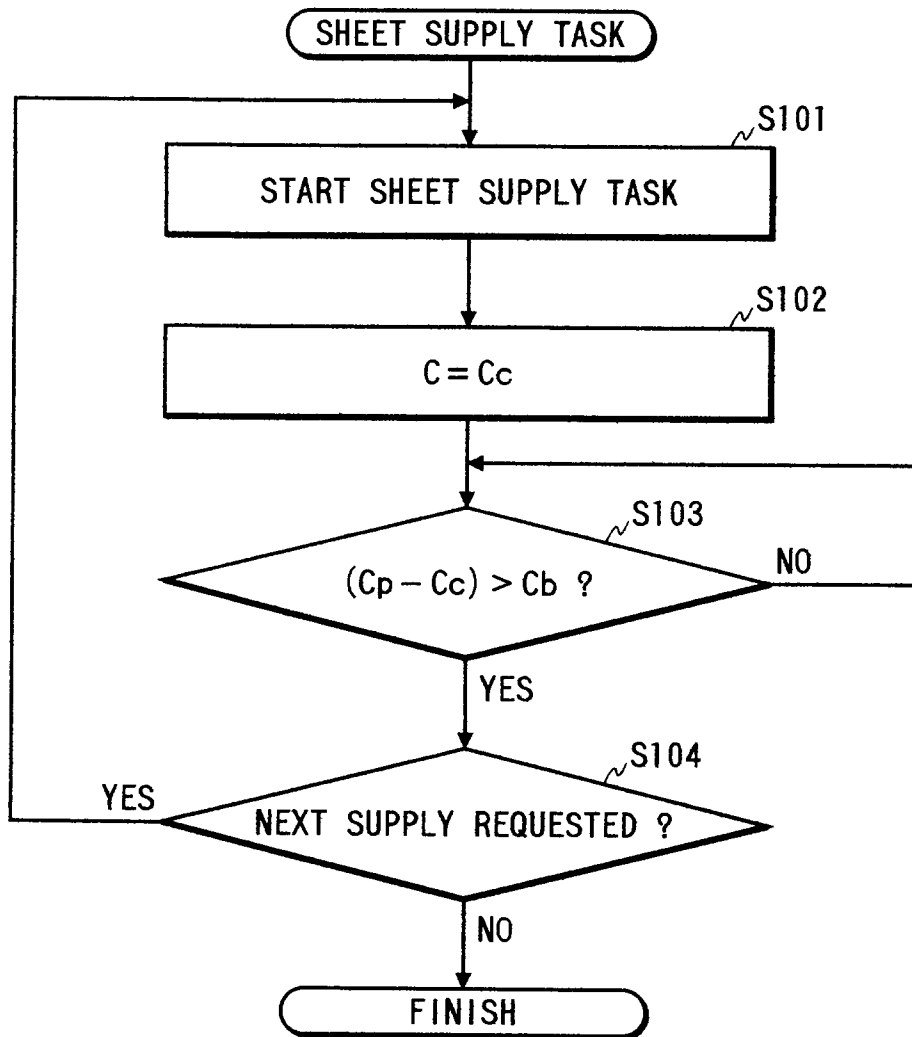 SHEET SUPPLY TASK
S101
START SHEET SUPPLY TASK
S102
C = Cc
S103
(Cp - Cc) > Cb ?
NO
YES
S104
YES
NEXT SUPPLY REQUESTED ?
NO
FINISH